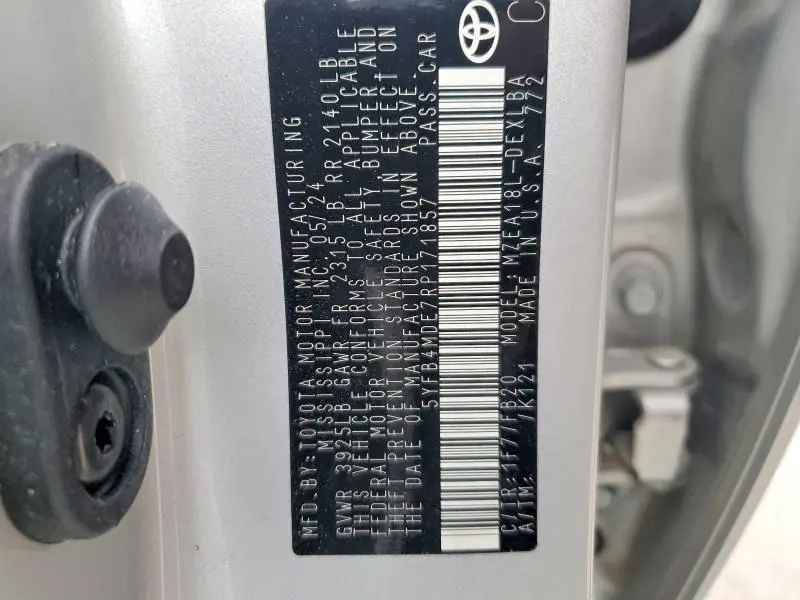 MFD.BY:TOYOTA MOTOR MANUFACTURING
MISSISSIPPI INC. 05/24
GVWR 3925LB GAWR FR 2315 LB RR 2140LB
THIS VEHICLE CONFORMS TO ALL APPLICABLE
FEDERAL MOTOR VEHICLE SAFETY BUMPER,AND
THEFT PREVENTION STANDARDS IN EFFECT ON
THE DATE OF MANUFACTURE SHOWN ABOVE.
5YFB4MDE7RP171857 PASS.CAR
C/TR:1F7/FB20 MODEL:MZEA18L-DEXLBA
A/TM: -/K121 MADE IN U.S.A. 772
C